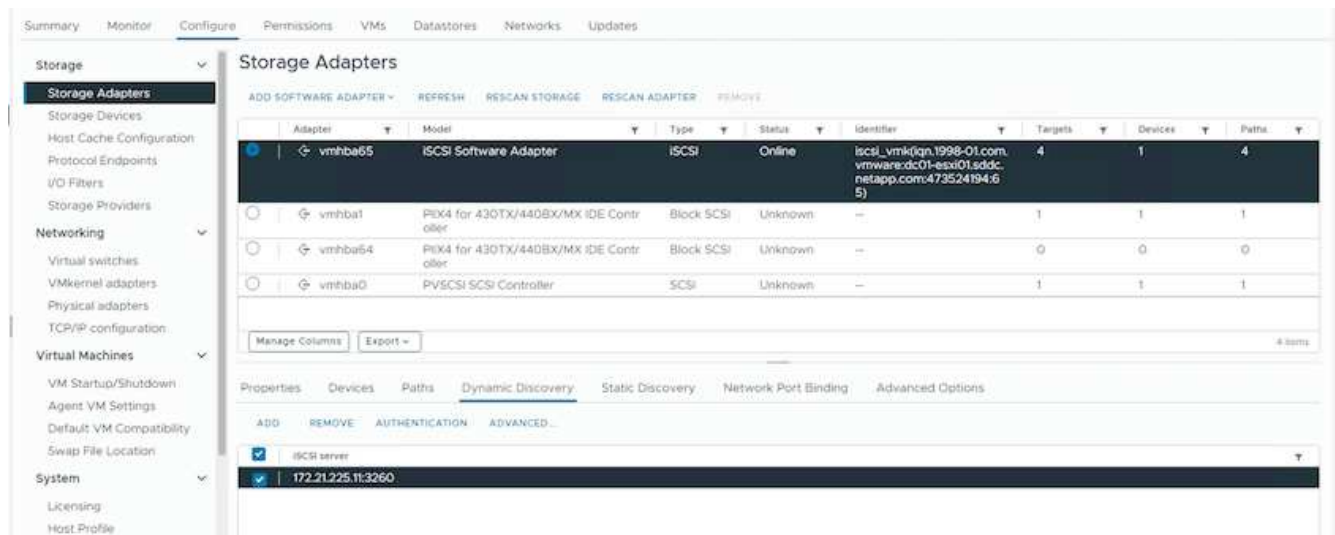 Summary Monitor Configure Permissions VMs Datastores Networks Updates
Storage
Storage Adapters
Storage Devices
Host Cache Configuration
Protocol Endpoints
I/O Filters
Storage Providers
Networking
Virtual switches
VMkernel adapters
Physical adapters
TCP/IP configuration
Virtual Machines
VM Startup/Shutdown
Agent VM Settings
Default VM Compatibility
Swap File Location
System
Licensing
Host Profile
Storage Adapters
ADD SOFTWARE ADAPTER REFRESH RESCAN STORAGE RESCAN ADAPTER REMOVE
Adapter Model Type Status Identifier Targets Devices Paths
vmhba65 iSCSI Software Adapter iSCSI Online iscsi_vmk(iqn.1998-01.com. 4 1 4
vmware:dc01-esxi01.sddc.
netapp.com:473524194:6
5)
vmhba1 PIIX4 for 430TX/440BX/MX IDE Contr Block SCSI Unknown -- 1 1 1
oller
vmhba64 PIIX4 for 430TX/440BX/MX IDE Contr Block SCSI Unknown -- 0 0 0
oller
vmhba0 PVSCSI SCSI Controller SCSI Unknown -- 1 1 1
Manage Columns Export 4 items
Properties Devices Paths Dynamic Discovery Static Discovery Network Port Binding Advanced Options
ADD REMOVE AUTHENTICATION ADVANCED...
iSCSI server
172.21.225.11:3260